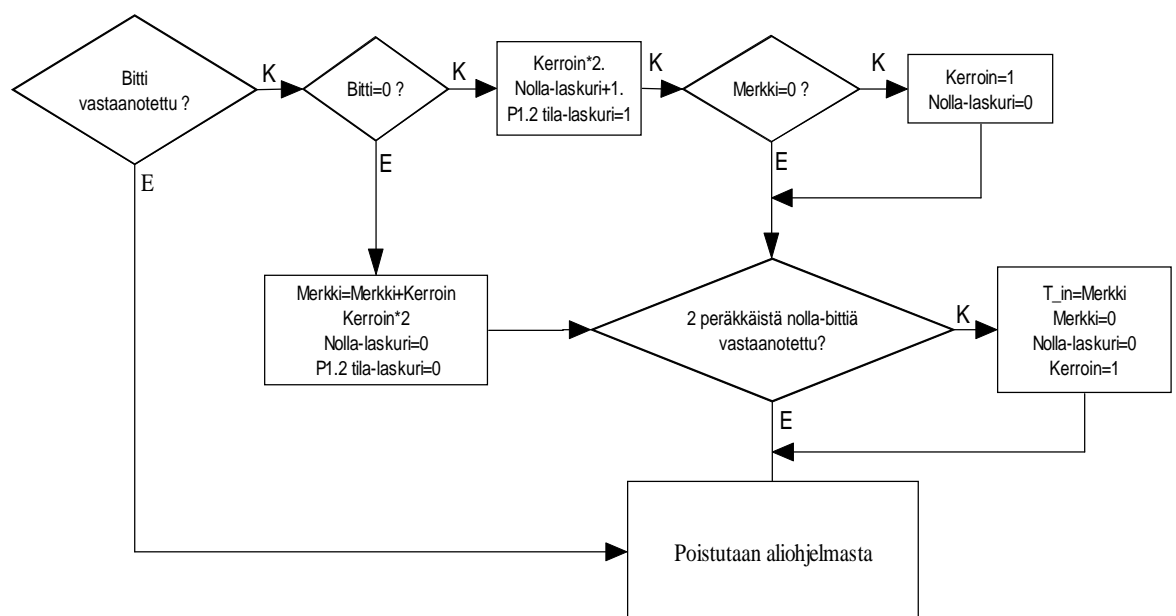 Bitti
vastaanotettu ?
K
Bitti=0 ?
K
Kerroin*2.
Nolla-laskuri+1.
P1.2 tila-laskuri=1
K
Merkki=0 ?
K
Kerroin=1
Nolla-laskuri=0
E
E
E
Merkki=Merkki+Kerroin
Kerroin*2
Nolla-laskuri=0
P1.2 tila-laskuri=0
2 peräkkäistä nolla-bittiä
vastaanotettu?
K
T_in=Merkki
Merkki=0
Nolla-laskuri=0
Kerroin=1
E
Poistutaan aliohjelmasta